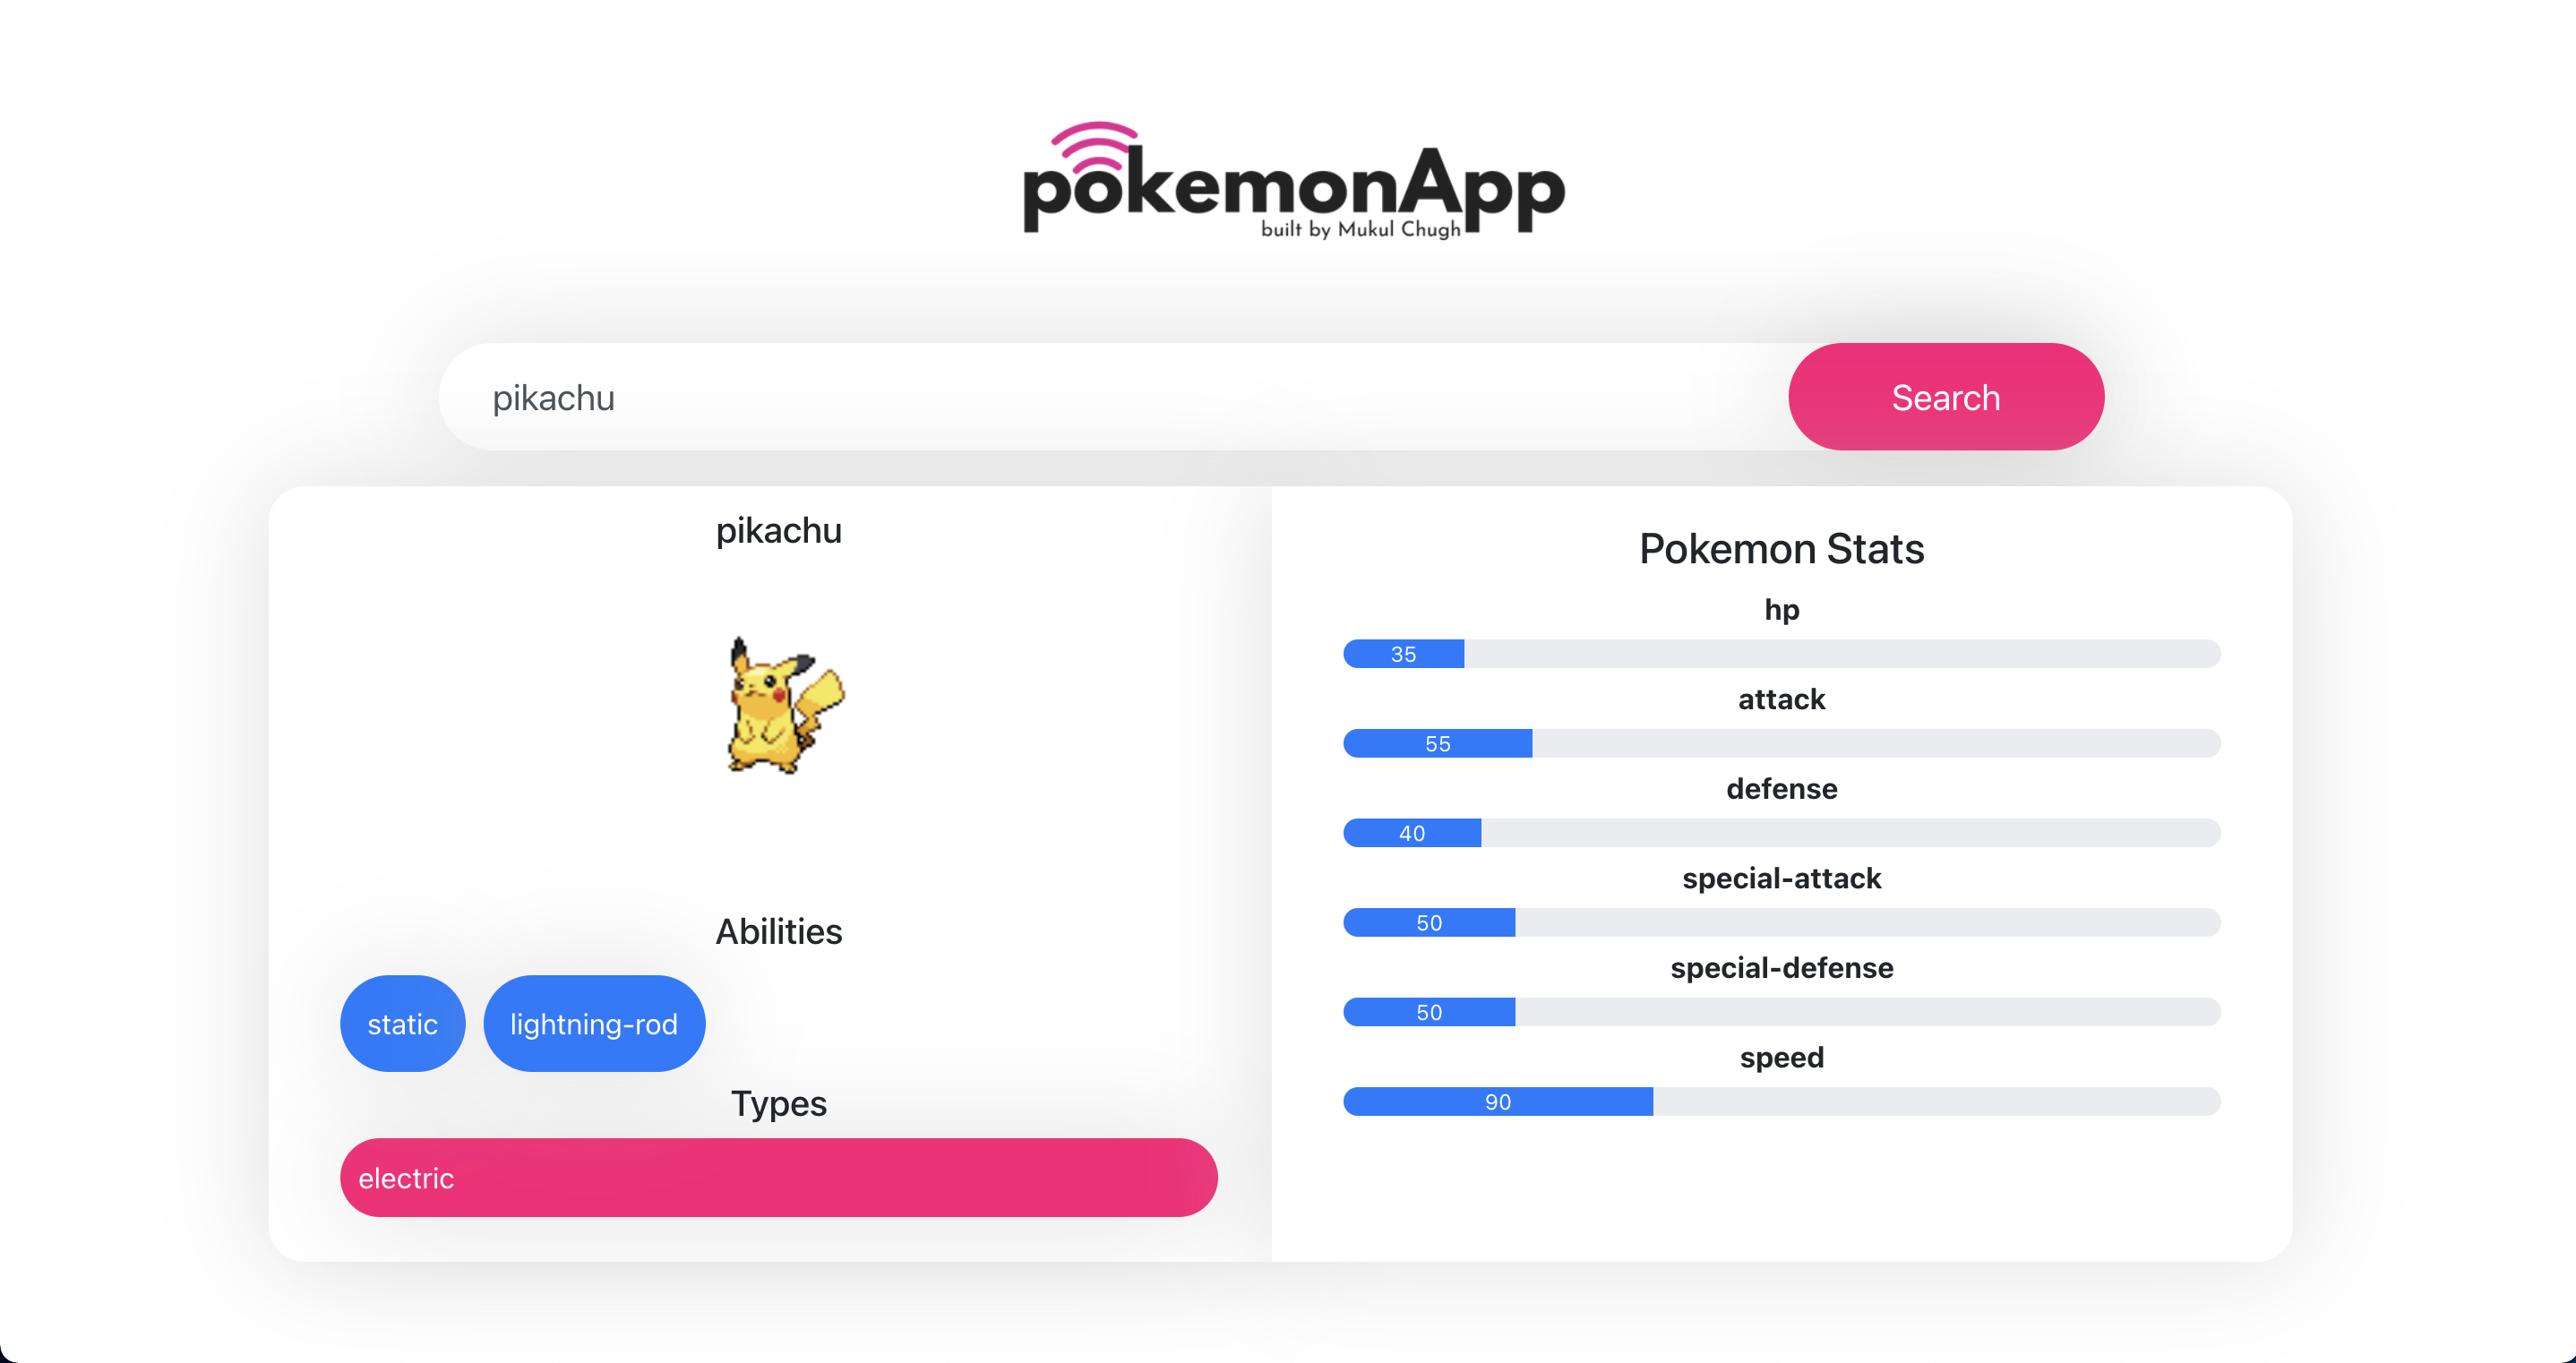 pokemonApp
built by Mukul Chugh
pikachu
Search
pikachu
Abilities
static
lightning-rod
Types
electric
Pokemon Stats
hp
35
attack
55
defense
40
special-attack
50
special-defense
50
speed
90